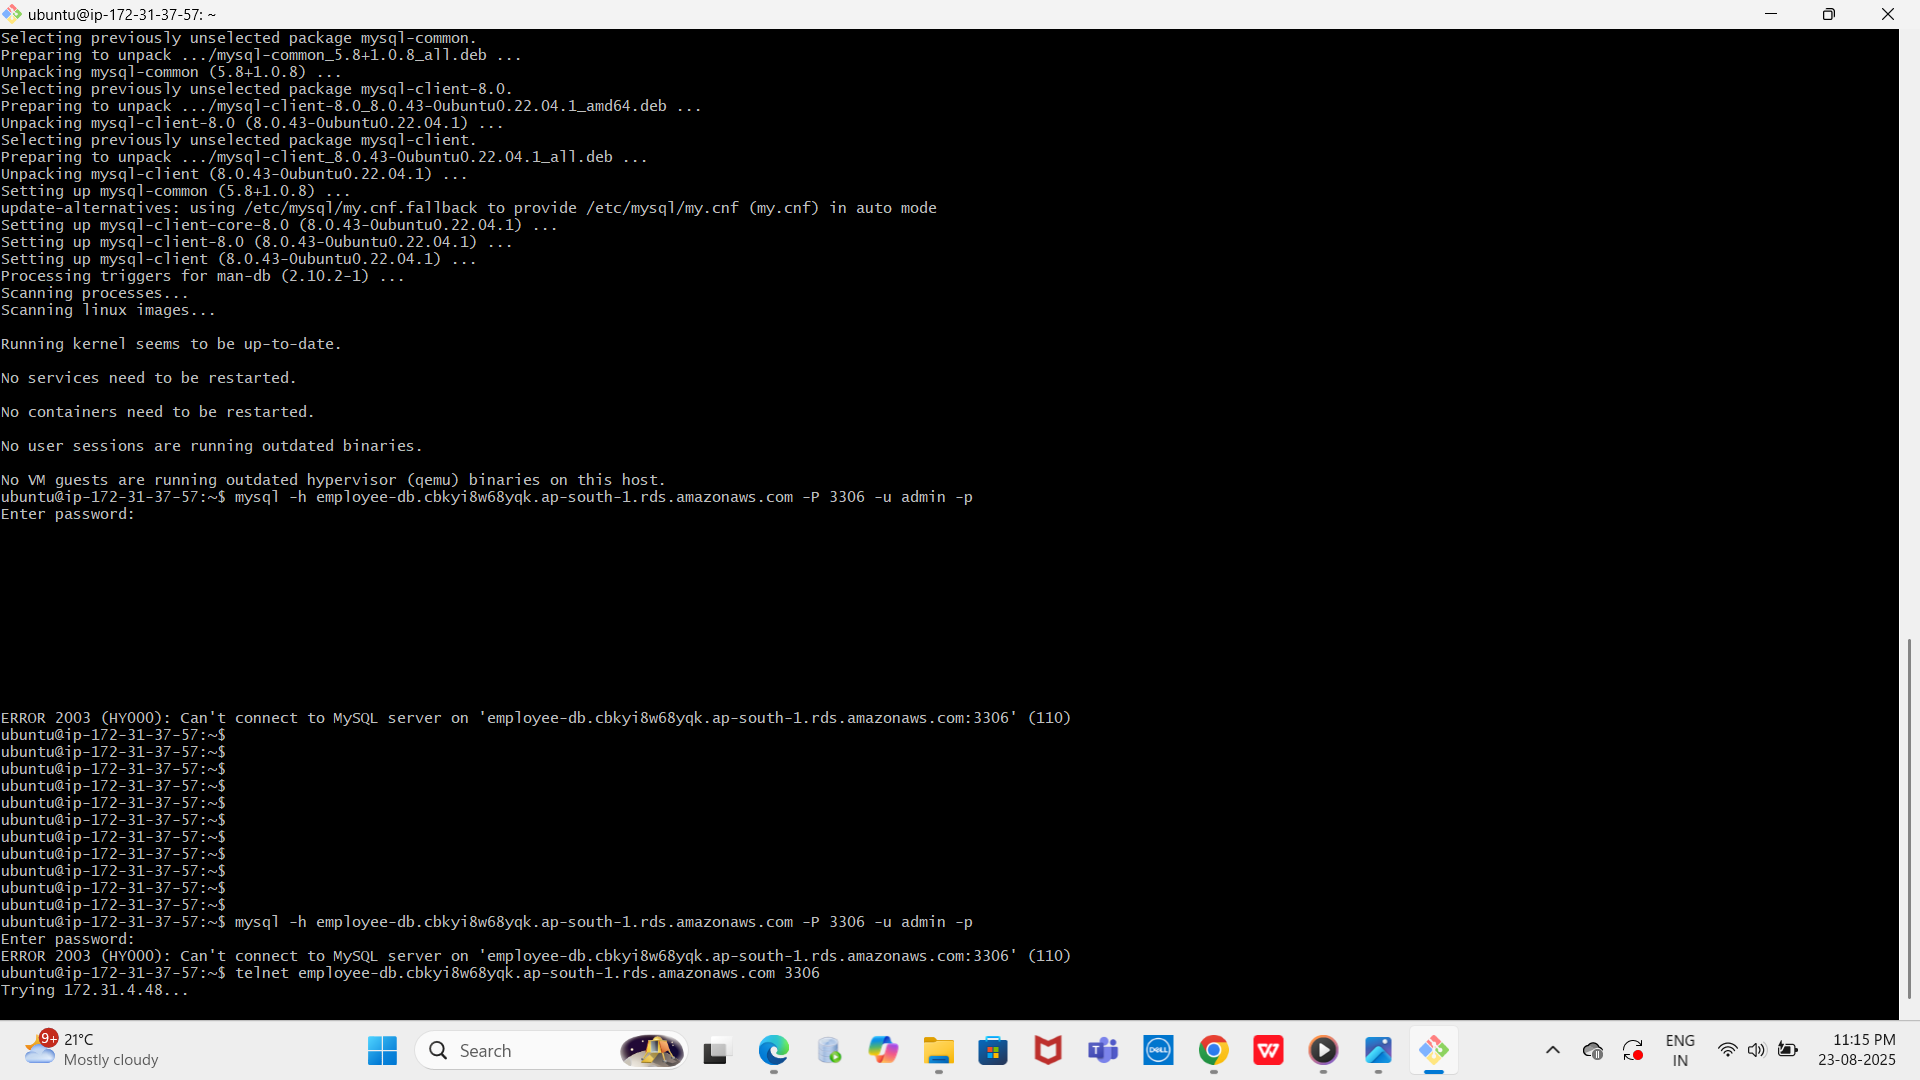 ubuntu@ip-172-31-37-57: ~
Selecting previously unselected package mysql-common.
Preparing to unpack .../mysql-common_5.8+1.0.8_all.deb ...
Unpacking mysql-common (5.8+1.0.8) ...
Selecting previously unselected package mysql-client-8.0.
Preparing to unpack .../mysql-client-8.0_8.0.43-0ubuntu0.22.04.1_amd64.deb ...
Unpacking mysql-client-8.0 (8.0.43-0ubuntu0.22.04.1) ...
Selecting previously unselected package mysql-client.
Preparing to unpack .../mysql-client_8.0.43-0ubuntu0.22.04.1_all.deb ...
Unpacking mysql-client (8.0.43-0ubuntu0.22.04.1) ...
Setting up mysql-common (5.8+1.0.8) ...
update-alternatives: using /etc/mysql/my.cnf.fallback to provide /etc/mysql/my.cnf (my.cnf) in auto mode
Setting up mysql-client-core-8.0 (8.0.43-0ubuntu0.22.04.1) ...
Setting up mysql-client-8.0 (8.0.43-0ubuntu0.22.04.1) ...
Setting up mysql-client (8.0.43-0ubuntu0.22.04.1) ...
Processing triggers for man-db (2.10.2-1) ...
Scanning processes...
Scanning linux images...
Running kernel seems to be up-to-date.
No services need to be restarted.
No containers need to be restarted.
No user sessions are running outdated binaries.
No VM guests are running outdated hypervisor (qemu) binaries on this host.
ubuntu@ip-172-31-37-57:~$ mysql -h employee-db.cbkyi8w68yqk.ap-south-1.rds.amazonaws.com -P 3306 -u admin -p
Enter password:
ERROR 2003 (HY000): Can't connect to MySQL server on 'employee-db.cbkyi8w68yqk.ap-south-1.rds.amazonaws.com:3306' (110)
ubuntu@ip-172-31-37-57:~$
ubuntu@ip-172-31-37-57:~$
ubuntu@ip-172-31-37-57:~$
ubuntu@ip-172-31-37-57:~$
ubuntu@ip-172-31-37-57:~$
ubuntu@ip-172-31-37-57:~$
ubuntu@ip-172-31-37-57:~$
ubuntu@ip-172-31-37-57:~$
ubuntu@ip-172-31-37-57:~$
ubuntu@ip-172-31-37-57:~$
ubuntu@ip-172-31-37-57:~$
ubuntu@ip-172-31-37-57:~$ mysql -h employee-db.cbkyi8w68yqk.ap-south-1.rds.amazonaws.com -P 3306 -u admin -p
Enter password:
ERROR 2003 (HY000): Can't connect to MySQL server on 'employee-db.cbkyi8w68yqk.ap-south-1.rds.amazonaws.com:3306' (110)
ubuntu@ip-172-31-37-57:~$ telnet employee-db.cbkyi8w68yqk.ap-south-1.rds.amazonaws.com 3306
Trying 172.31.4.48...
9+
21°C
Mostly cloudy
Search
DELL
ENG
IN
11:15 PM
23-08-2025